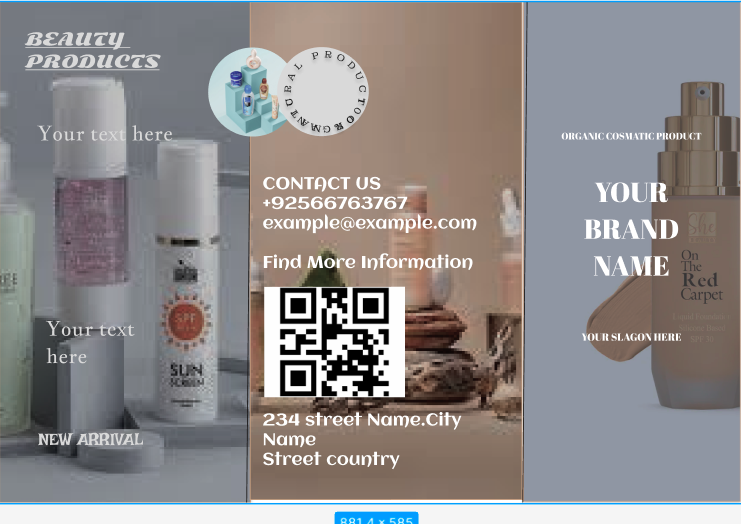 BEAUTY
PRODUCTS
Your text here
SPF
SUN
SCREEN
Your text
here
NEW ARRIVAL
NATURAL PRODUCT
CONTACT US
+92566763767
example@example.com
Find More Information
234 street Name.City
Name
Street country
ORGANIC COSMATIC PRODUCT
YOUR
BRAND
NAME
She
On
The
Red
Carpet
YOUR SLAGON HERE
881.4 × 585